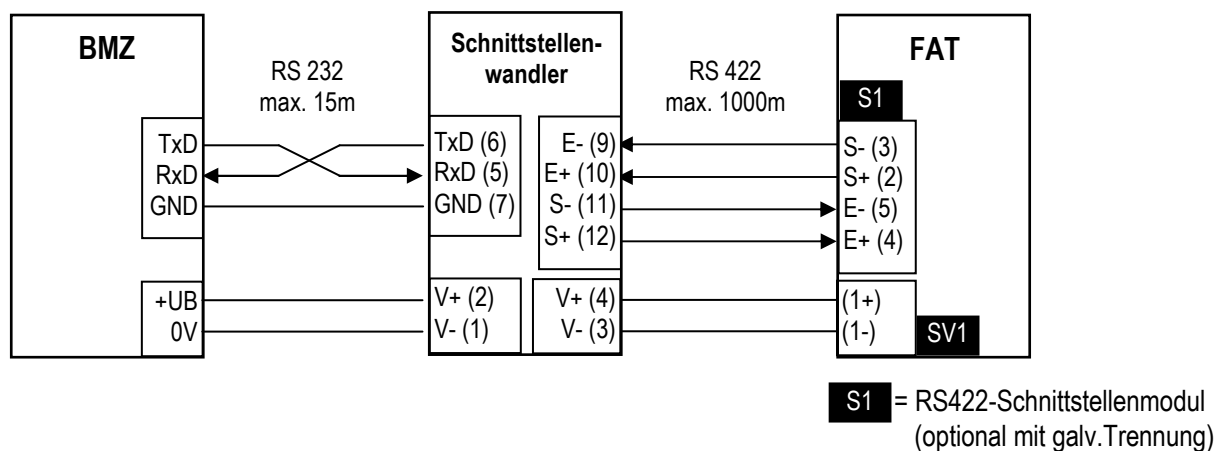 BMZ
RS 232
max. 15m
Schnittstellen-
wandler
RS 422
max. 1000m
FAT
S1
TxD
RxD
GND
TxD (6)
RxD (5)
GND (7)
E- (9)
E+ (10)
S- (11)
S+ (12)
S- (3)
S+ (2)
E- (5)
E+ (4)
+UB
0V
V+ (2)
V- (1)
V+ (4)
V- (3)
(1+)
(1-)
SV1
S1 = RS422-Schnittstellenmodul
(optional mit galv.Trennung)